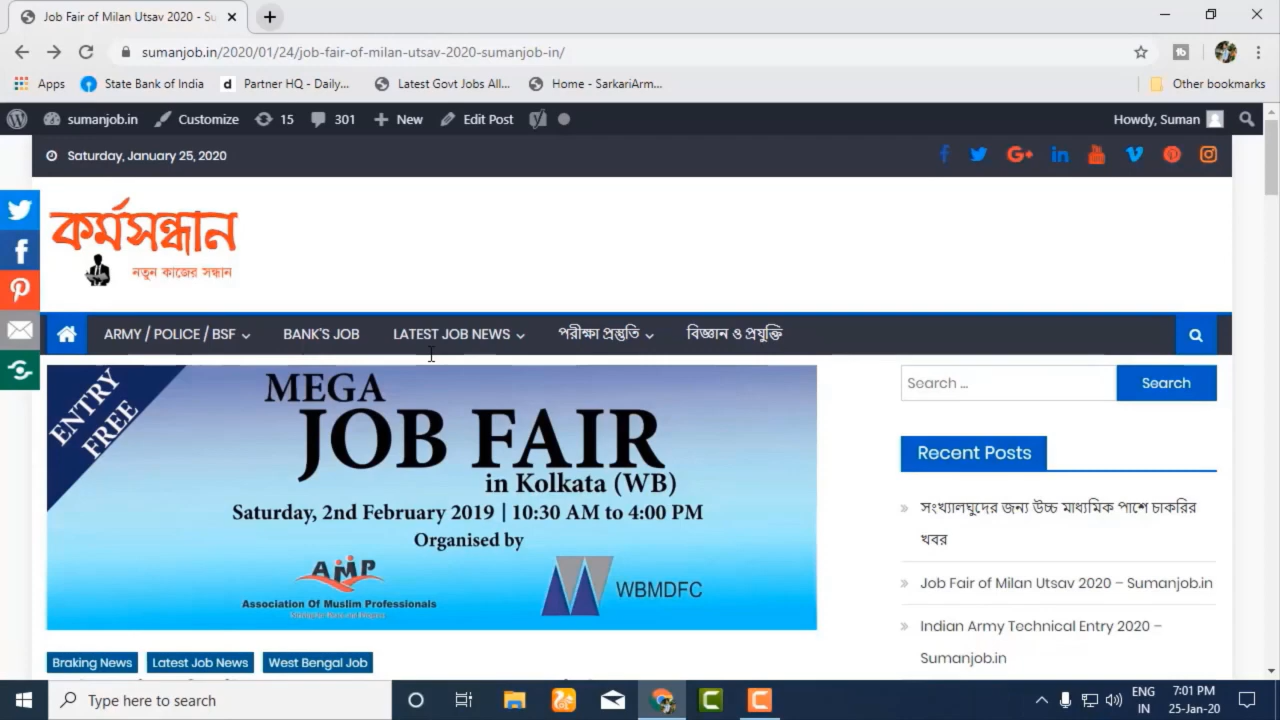 Job Fair of Milan Utsav 2020 - Su
sumanjob.in/2020/01/24/job-fair-of-milan-utsav-2020-sumanjob-in/
Apps State Bank of India Partner HQ - Daily... Latest Govt Jobs All... Home - SarkariArm... Other bookmarks
sumanjob.in Customize 15 301 New Edit Post Howdy, Suman
Saturday, January 25, 2020
কর্মসন্ধান
নতুন কাজের সন্ধান
ARMY / POLICE / BSF BANK'S JOB LATEST JOB NEWS পরীক্ষা প্রস্তুতি বিজ্ঞান ও প্রযুক্তি
ENTRY
FREE
MEGA
JOB FAIR
in Kolkata (WB)
Saturday, 2nd February 2019 | 10:30 AM to 4:00 PM
Organised by
AMP
Association Of Muslim Professionals
WBMDFC
Braking News Latest Job News West Bengal Job
Search ... Search
Recent Posts
সংখ্যালঘুদের জন্য উচ্চ মাধ্যমিক পাশে চাকরির
খবর
Job Fair of Milan Utsav 2020 – Sumanjob.in
Indian Army Technical Entry 2020 –
Sumanjob.in
Type here to search
ENG
IN
7:01 PM
25-Jan-20